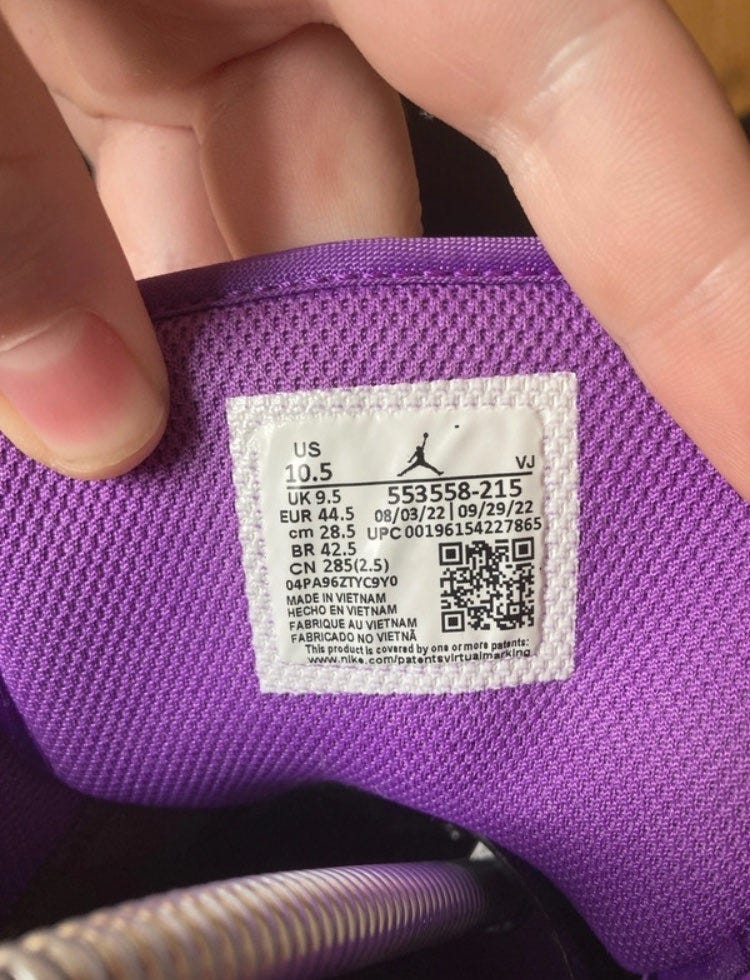 US
10.5
VJ
UK 9.5
553558-215
EUR 44.5
08/03/22 | 09/29/22
cm 28.5
UPC 00196154227865
BR 42.5
CN 285(2.5)
04PA96ZTYC9Y0
MADE IN VIETNAM
HECHO EN VIETNAM
FABRIQUE AU VIETNAM
FABRICADO NO VIETNÃ
This product is covered by one or more patents:
www.nike.com/patentsvirtualmarking